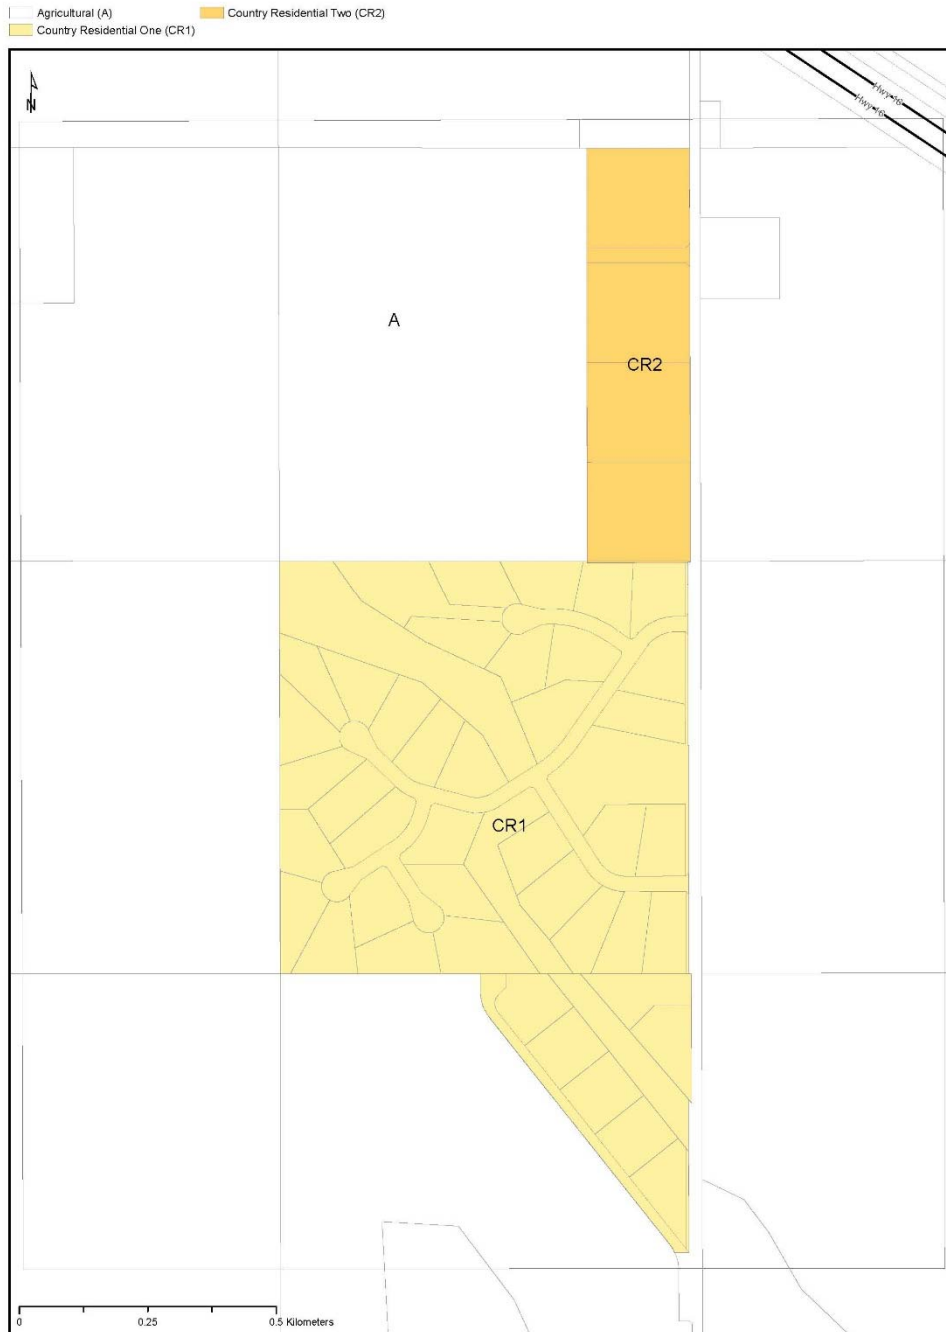 Agricultural (A)
Country Residential Two (CR2)
Country Residential One (CR1)
N
Hwy 16
Hwy 16
A
CR2
CR1
0
0.25
0.5 Kilometers